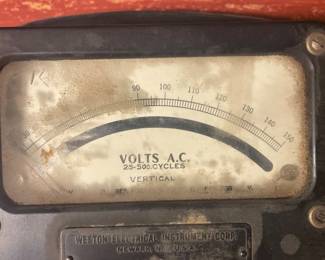 90 100 110 120 130 140 150
VOLTS A.C.
25-500 CYCLES
VERTICAL
WESTON ELECTRICAL INSTRUMENT CORP.
NEWARK, N.J., U.S.A.